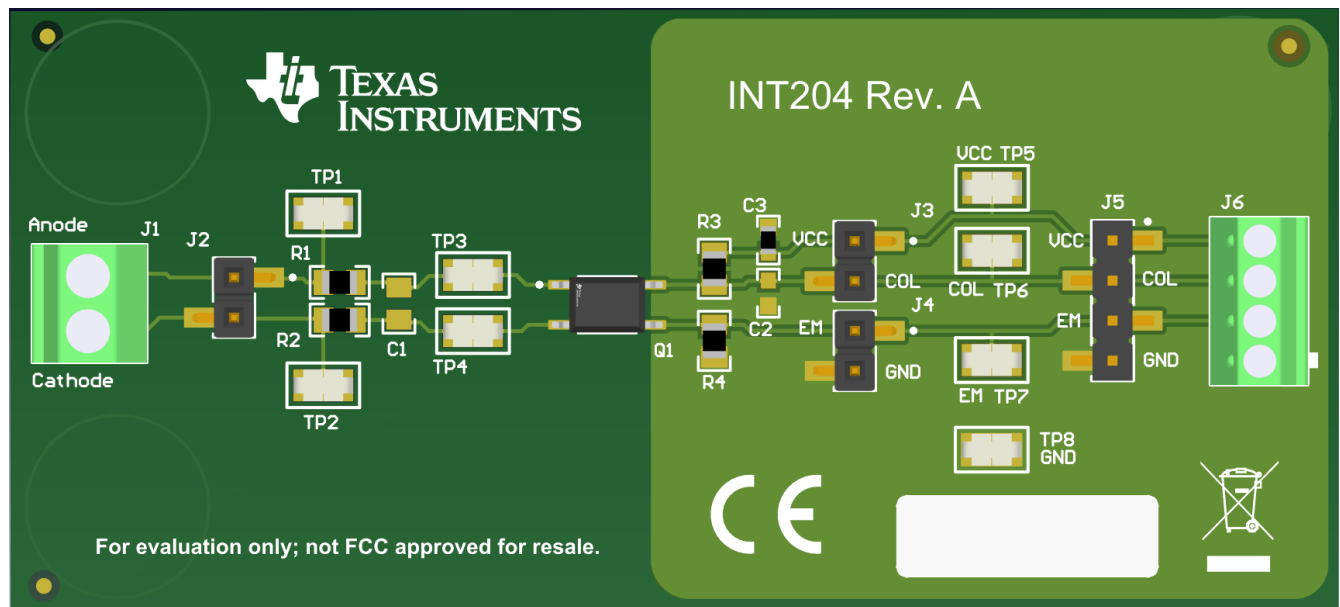 TEXAS
INSTRUMENTS
INT204 Rev. A
VCC TP5
TP1
Anode
J1
J2
R1
TP3
R3
C3
VCC
J3
J5
J6
VCC
COL
COL TP6
COL
R2
C1
TP4
Q1
C2
EM
J4
EM
R4
GND
GND
Cathode
TP2
EM TP7
TP8
GND
CE
For evaluation only; not FCC approved for resale.